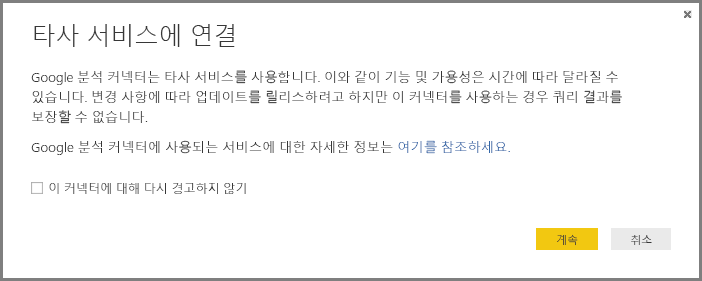 타사 서비스에 연결
Google 분석 커넥터는 타사 서비스를 사용합니다. 이와 같이 기능 및 가용성은 시간에 따라 달라질 수
있습니다. 변경 사항에 따라 업데이트를 릴리스하려고 하지만 이 커넥터를 사용하는 경우 쿼리 결과를
보장할 수 없습니다.
Google 분석 커넥터에 사용되는 서비스에 대한 자세한 정보는 여기를 참조하세요.
이 커넥터에 대해 다시 경고하지 않기
계속
취소